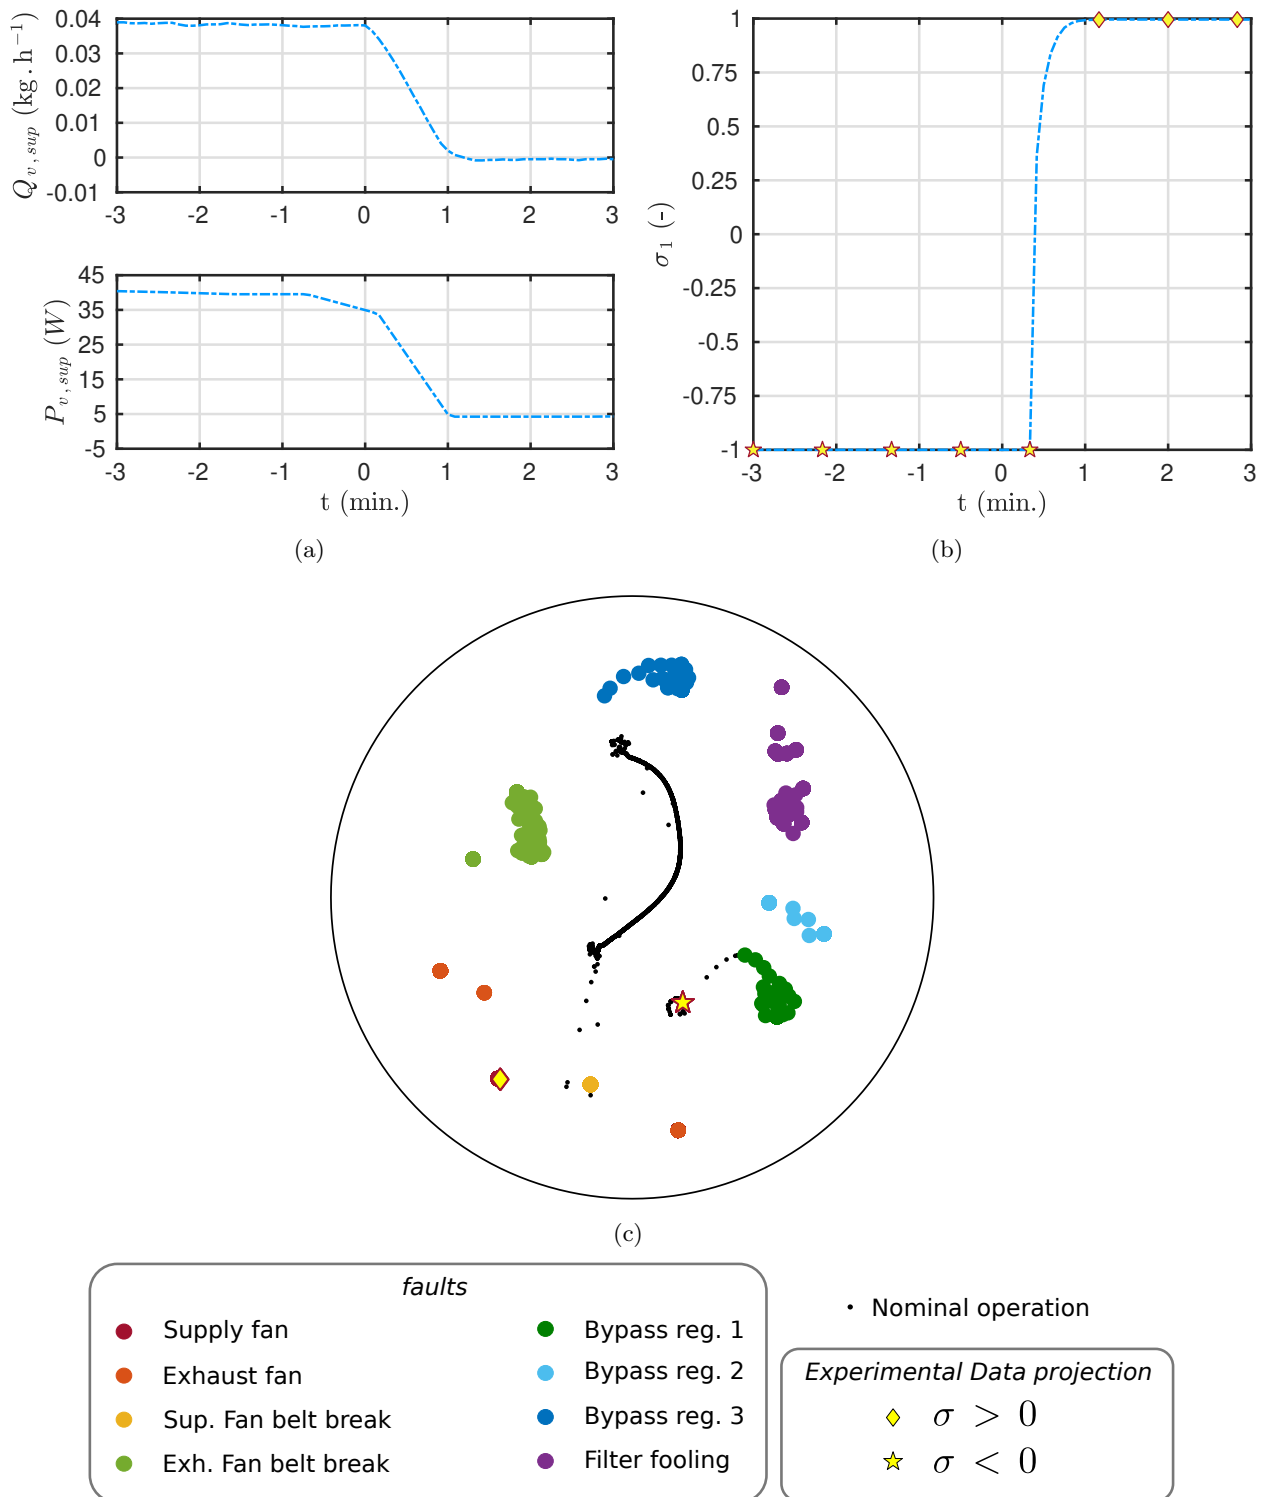 0.04
0.03
0.02
0.01
0
-0.01
Q v, sup (kg.h⁻¹)
-3 -2 -1 0 1 2 3
45
35
25
15
5
-5
P v, sup (W)
-3 -2 -1 0 1 2 3
t (min.)
(a)
1
0.75
0.5
0.25
0
-0.25
-0.5
-0.75
-1
σ1 (-)
-3 -2 -1 0 1 2 3
t (min.)
(b)
(c)
faults
Supply fan
Exhaust fan
Sup. Fan belt break
Exh. Fan belt break
Bypass reg. 1
Bypass reg. 2
Bypass reg. 3
Filter fooling
Nominal operation
Experimental Data projection
σ > 0
σ < 0